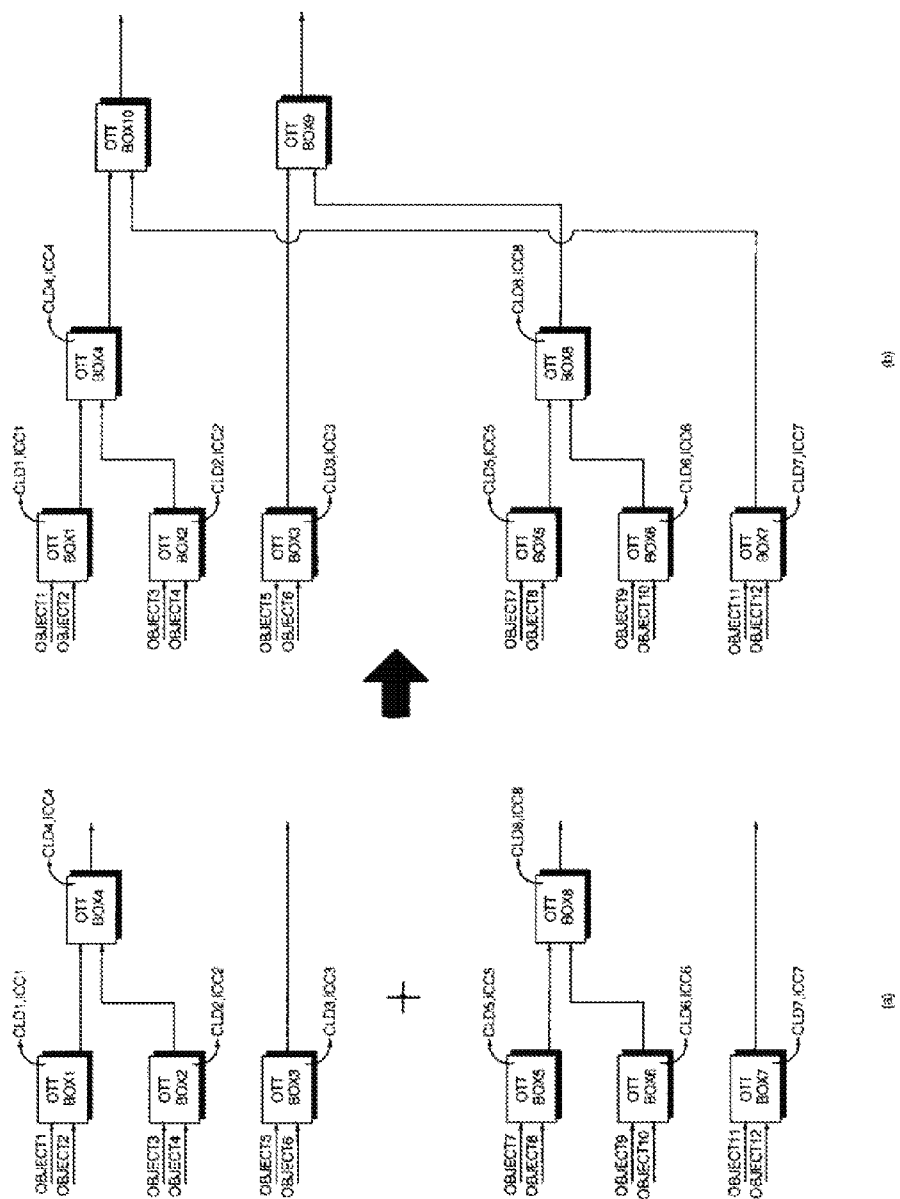 OBJECT1
OBJECT2
OTT
BOX1
CLD1,ICC1
OBJECT3
OBJECT4
OTT
BOX2
CLD2,ICC2
OTT
BOX4
CLD4,ICC4
OBJECT5
OBJECT6
OTT
BOX3
CLD3,ICC3
+
OBJECT7
OBJECT8
OTT
BOX5
CLD5,ICC5
OBJECT9
OBJECT10
OTT
BOX6
CLD6,ICC6
OTT
BOX8
CLD8,ICC8
OBJECT11
OBJECT12
OTT
BOX7
CLD7,ICC7
(a)
OBJECT1
OBJECT2
OTT
BOX1
CLD1,ICC1
OBJECT3
OBJECT4
OTT
BOX2
CLD2,ICC2
OTT
BOX4
CLD4,ICC4
OTT
BOX10
OBJECT5
OBJECT6
OTT
BOX3
CLD3,ICC3
OTT
BOX9
OBJECT7
OBJECT8
OTT
BOX5
CLD5,ICC5
OBJECT9
OBJECT10
OTT
BOX6
CLD6,ICC6
OTT
BOX8
CLD8,ICC8
OBJECT11
OBJECT12
OTT
BOX7
CLD7,ICC7
(b)